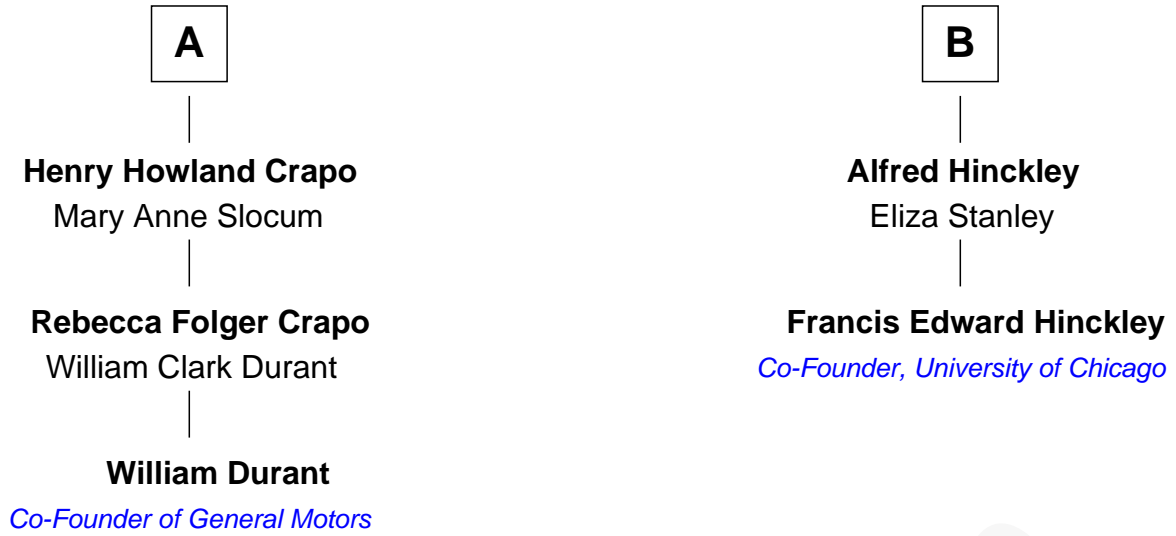 A
Henry Howland Crapo
Mary Anne Slocum
Rebecca Folger Crapo
William Clark Durant
William Durant
Co-Founder of General Motors
B
Alfred Hinckley
Eliza Stanley
Francis Edward Hinckley
Co-Founder, University of Chicago